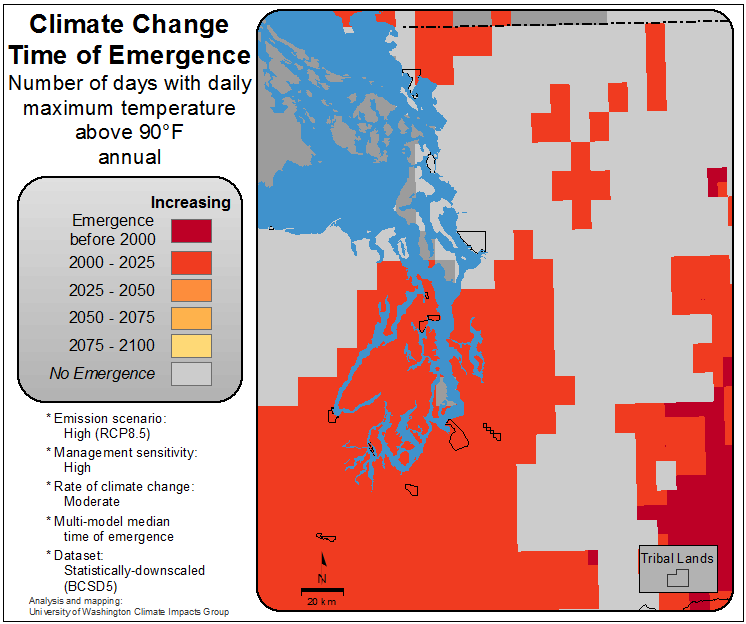 Climate Change
Time of Emergence
Number of days with daily
maximum temperature
above 90°F
annual
Increasing
Emergence
before 2000
2000 - 2025
2025 - 2050
2050 - 2075
2075 - 2100
No Emergence
* Emission scenario:
High (RCP8.5)
* Management sensitivity:
High
* Rate of climate change:
Moderate
* Multi-model median
time of emergence
* Dataset:
Statistically-downscaled
(BCSD5)
Analysis and mapping:
University of Washington Climate Impacts Group
N
20 km
Tribal Lands